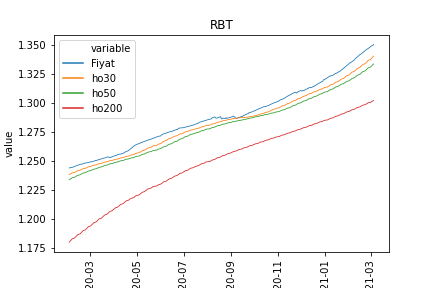 RBT
1.350
1.325
1.300
1.275
1.250
1.225
1.200
1.175
value
variable
Fiyat
ho30
ho50
ho200
20-03
20-05
20-07
20-09
20-11
21-01
21-03